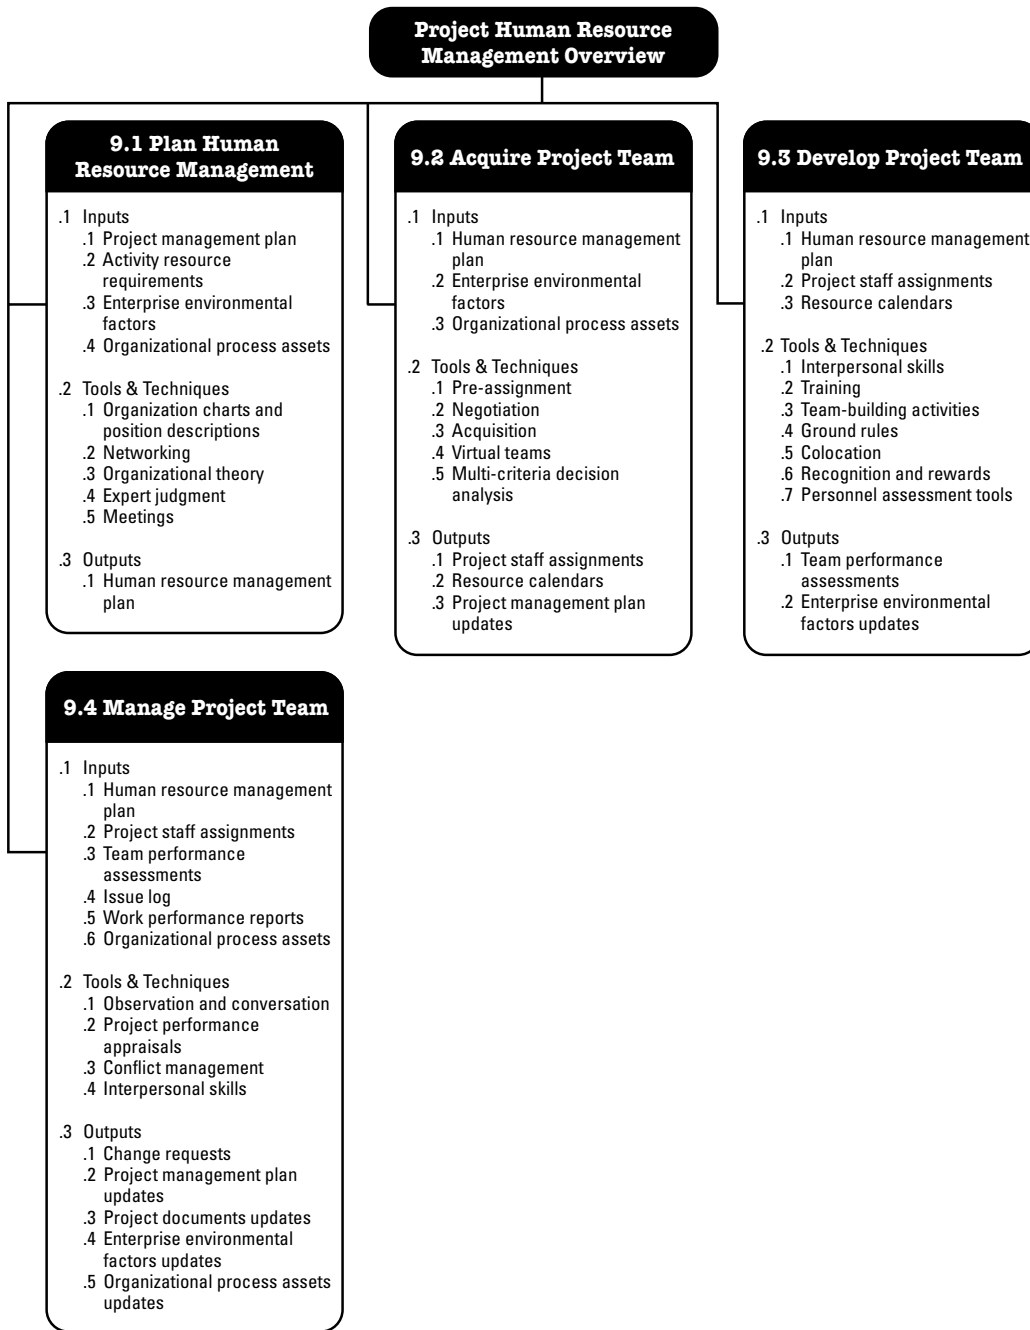 Project Human Resource
Management Overview
9.1 Plan Human
Resource Management
.1 Inputs
.1 Project management plan
.2 Activity resource
requirements
.3 Enterprise environmental
factors
.4 Organizational process assets
.2 Tools & Techniques
.1 Organization charts and
position descriptions
.2 Networking
.3 Organizational theory
.4 Expert judgment
.5 Meetings
.3 Outputs
.1 Human resource management
plan
9.2 Acquire Project Team
.1 Inputs
.1 Human resource management
plan
.2 Enterprise environmental
factors
.3 Organizational process assets
.2 Tools & Techniques
.1 Pre-assignment
.2 Negotiation
.3 Acquisition
.4 Virtual teams
.5 Multi-criteria decision
analysis
.3 Outputs
.1 Project staff assignments
.2 Resource calendars
.3 Project management plan
updates
9.3 Develop Project Team
.1 Inputs
.1 Human resource management
plan
.2 Project staff assignments
.3 Resource calendars
.2 Tools & Techniques
.1 Interpersonal skills
.2 Training
.3 Team-building activities
.4 Ground rules
.5 Colocation
.6 Recognition and rewards
.7 Personnel assessment tools
.3 Outputs
.1 Team performance
assessments
.2 Enterprise environmental
factors updates
9.4 Manage Project Team
.1 Inputs
.1 Human resource management
plan
.2 Project staff assignments
.3 Team performance
assessments
.4 Issue log
.5 Work performance reports
.6 Organizational process assets
.2 Tools & Techniques
.1 Observation and conversation
.2 Project performance
appraisals
.3 Conflict management
.4 Interpersonal skills
.3 Outputs
.1 Change requests
.2 Project management plan
updates
.3 Project documents updates
.4 Enterprise environmental
factors updates
.5 Organizational process assets
updates